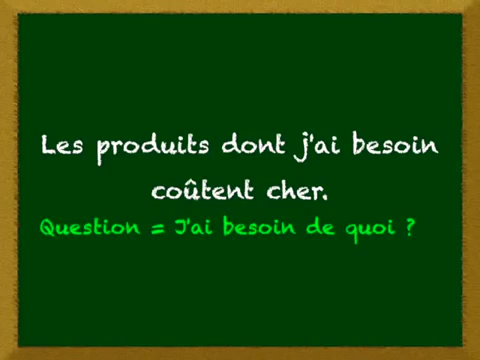 Les produits dont j'ai besoin
coûtent cher.
Question = J'ai besoin de quoi ?